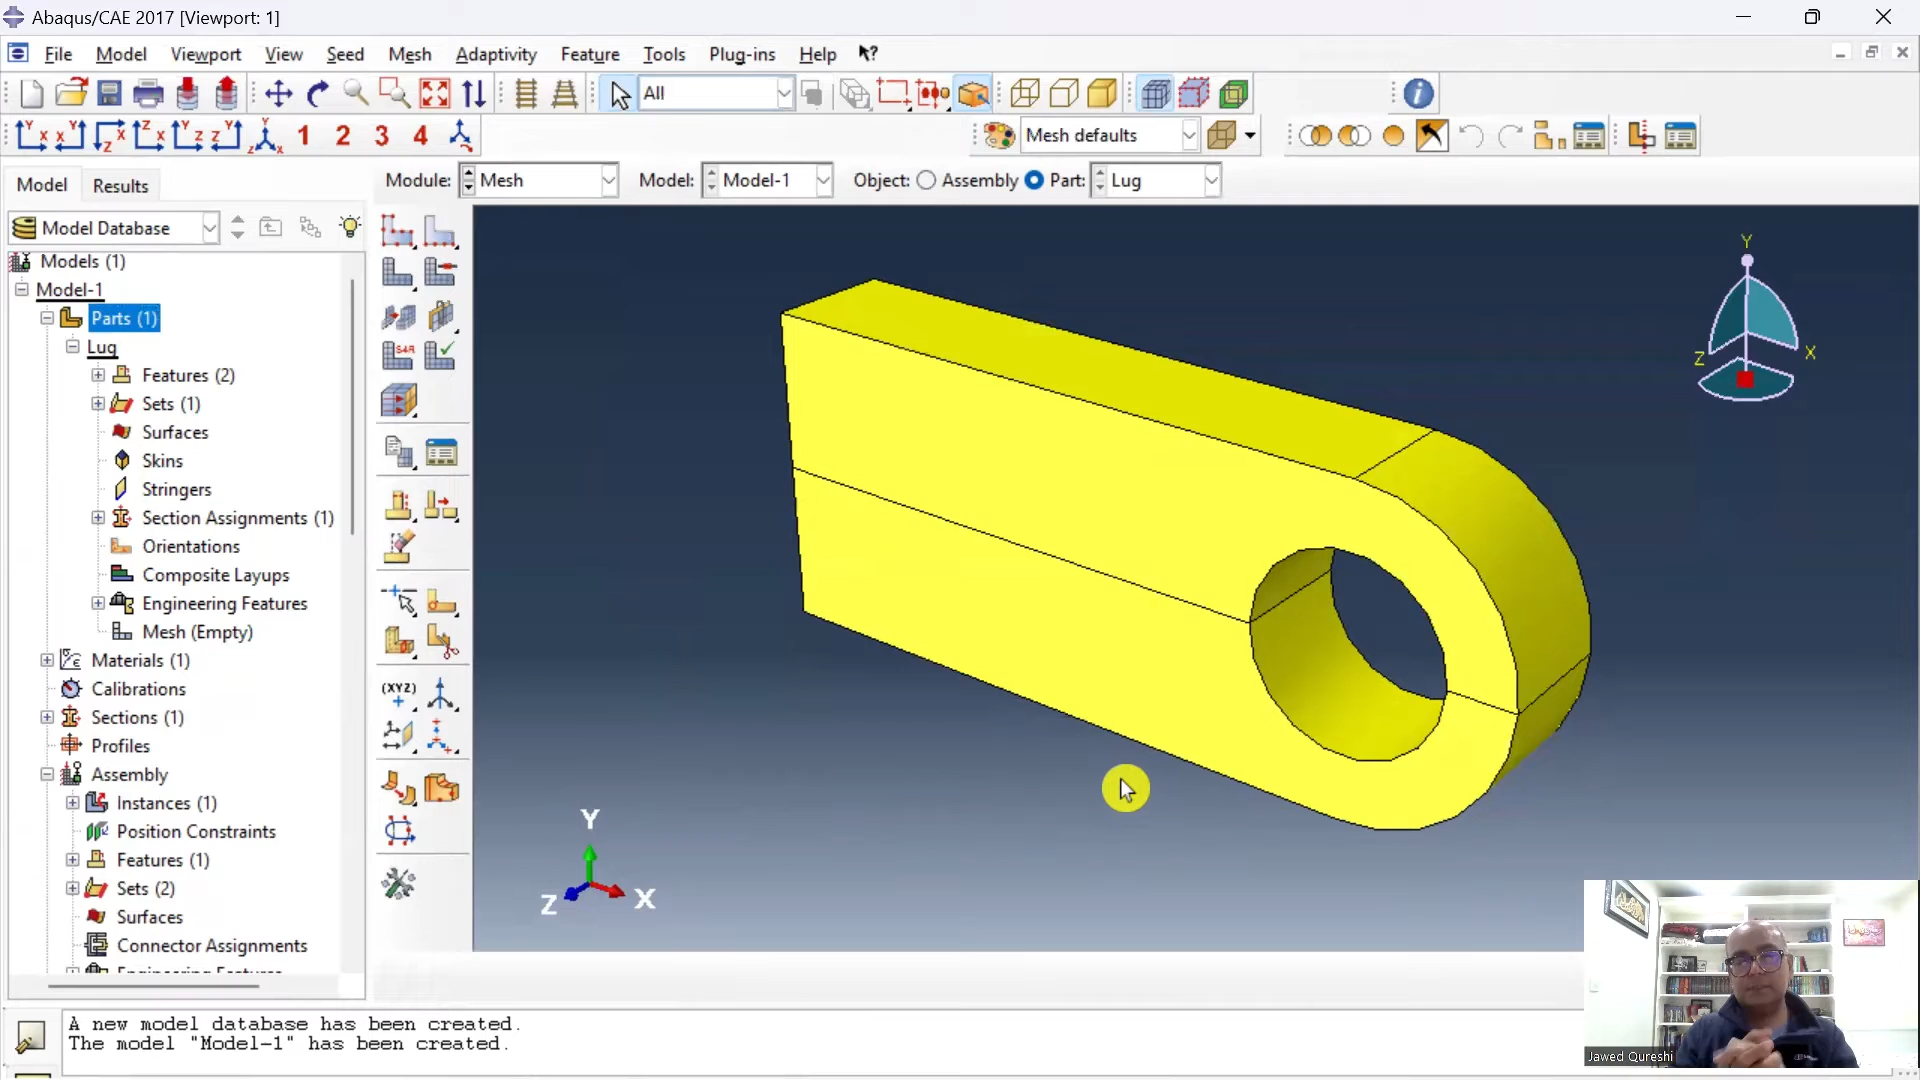 Abaqus/CAE 2017 [Viewport: 1]
File Model Viewport View Seed Mesh Adaptivity Feature Tools Plug-ins Help
All
1 2 3 4
Mesh defaults
Model Results
Module: Mesh Model: Model-1 Object: Assembly Part: Lug
Model Database
Models (1)
Model-1
Parts (1)
Lug
Features (2)
Sets (1)
Surfaces
Skins
Stringers
Section Assignments (1)
Orientations
Composite Layups
Engineering Features
Mesh (Empty)
Materials (1)
Calibrations
Sections (1)
Profiles
Assembly
Instances (1)
Position Constraints
Features (1)
Sets (2)
Surfaces
Connector Assignments
Engineering Features
(XYZ)
Y
Z X
Y
Z X
A new model database has been created.
The model "Model-1" has been created.
Jawed Qureshi